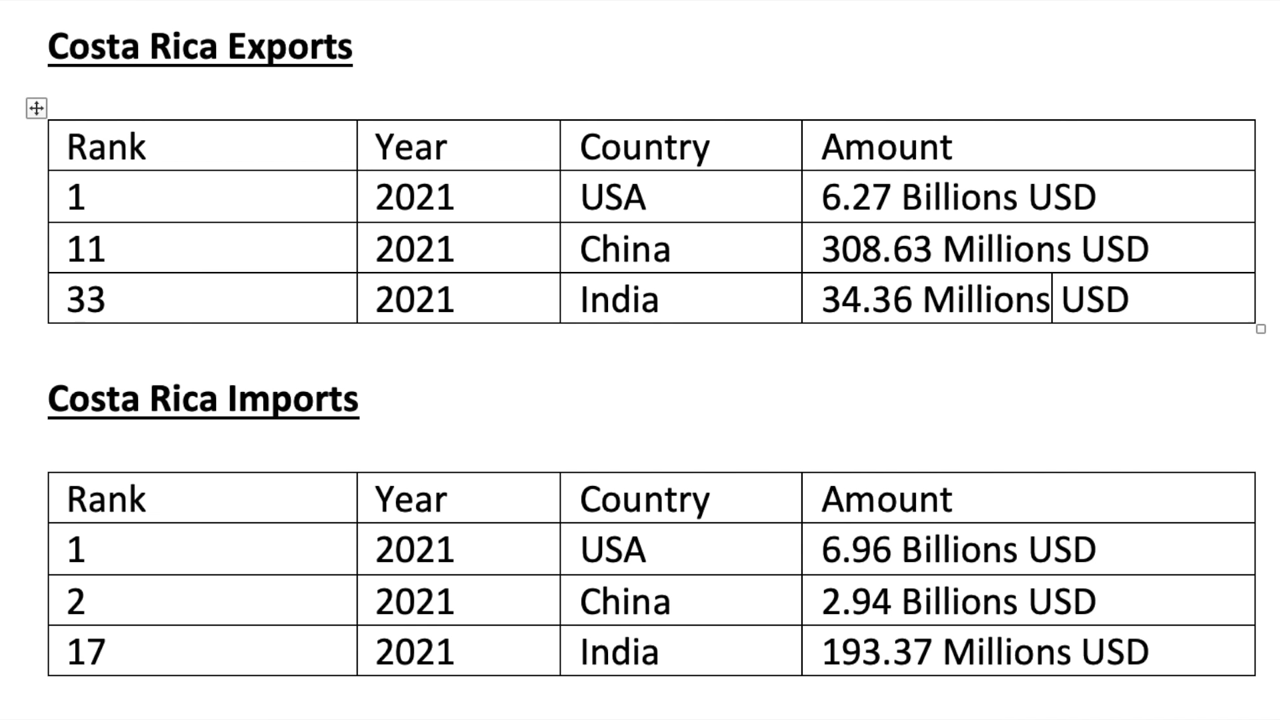 Costa Rica Exports
Rank Year Country Amount
1 2021 USA 6.27 Billions USD
11 2021 China 308.63 Millions USD
33 2021 India 34.36 Millions USD
Costa Rica Imports
Rank Year Country Amount
1 2021 USA 6.96 Billions USD
2 2021 China 2.94 Billions USD
17 2021 India 193.37 Millions USD